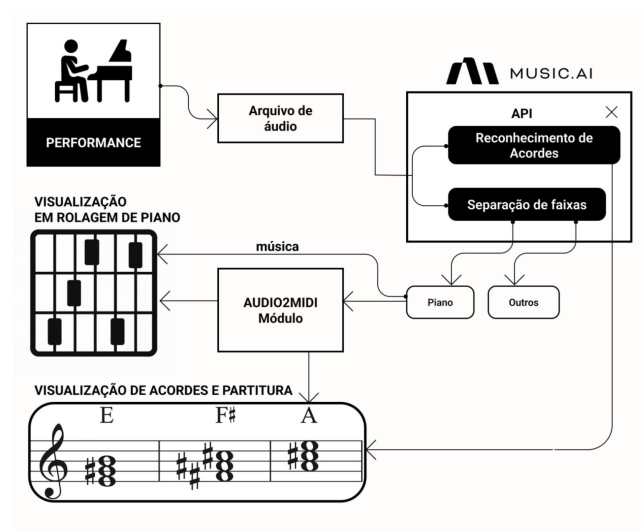 MUSIC.AI
PERFORMANCE
Arquivo de
áudio
API
Reconhecimento de
Acordes
Separação de faixas
VISUALIZAÇÃO
EM ROLAGEM DE PIANO
música
AUDIO2MIDI
Módulo
Piano
Outros
VISUALIZAÇÃO DE ACORDES E PARTITURA
E F# A